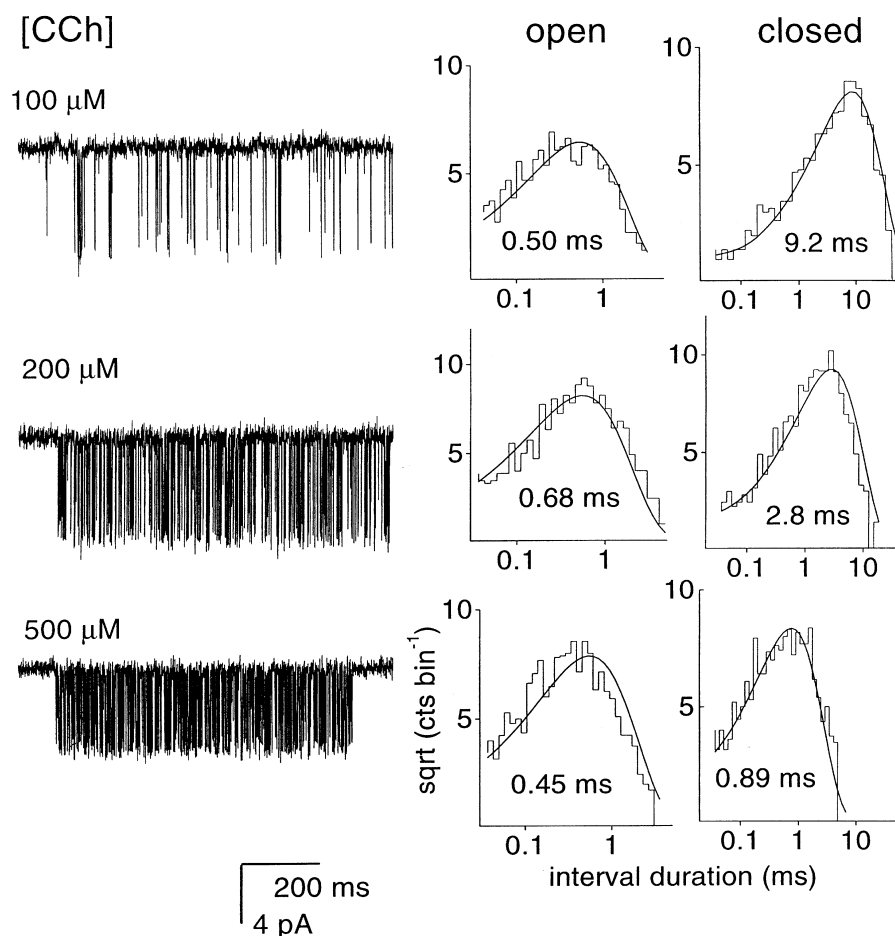 [CCh] open closed
100 μM
10
5
0.50 ms
0.1 1
10
5
9.2 ms
0.1 1 10
200 μM
10
5
0.68 ms
0.1 1
10
5
2.8 ms
0.1 1 10
500 μM
sqrt (cts bin⁻¹)
10
5
0.45 ms
0.1 1
10
5
0.89 ms
0.1 1 10
interval duration (ms)
200 ms
4 pA